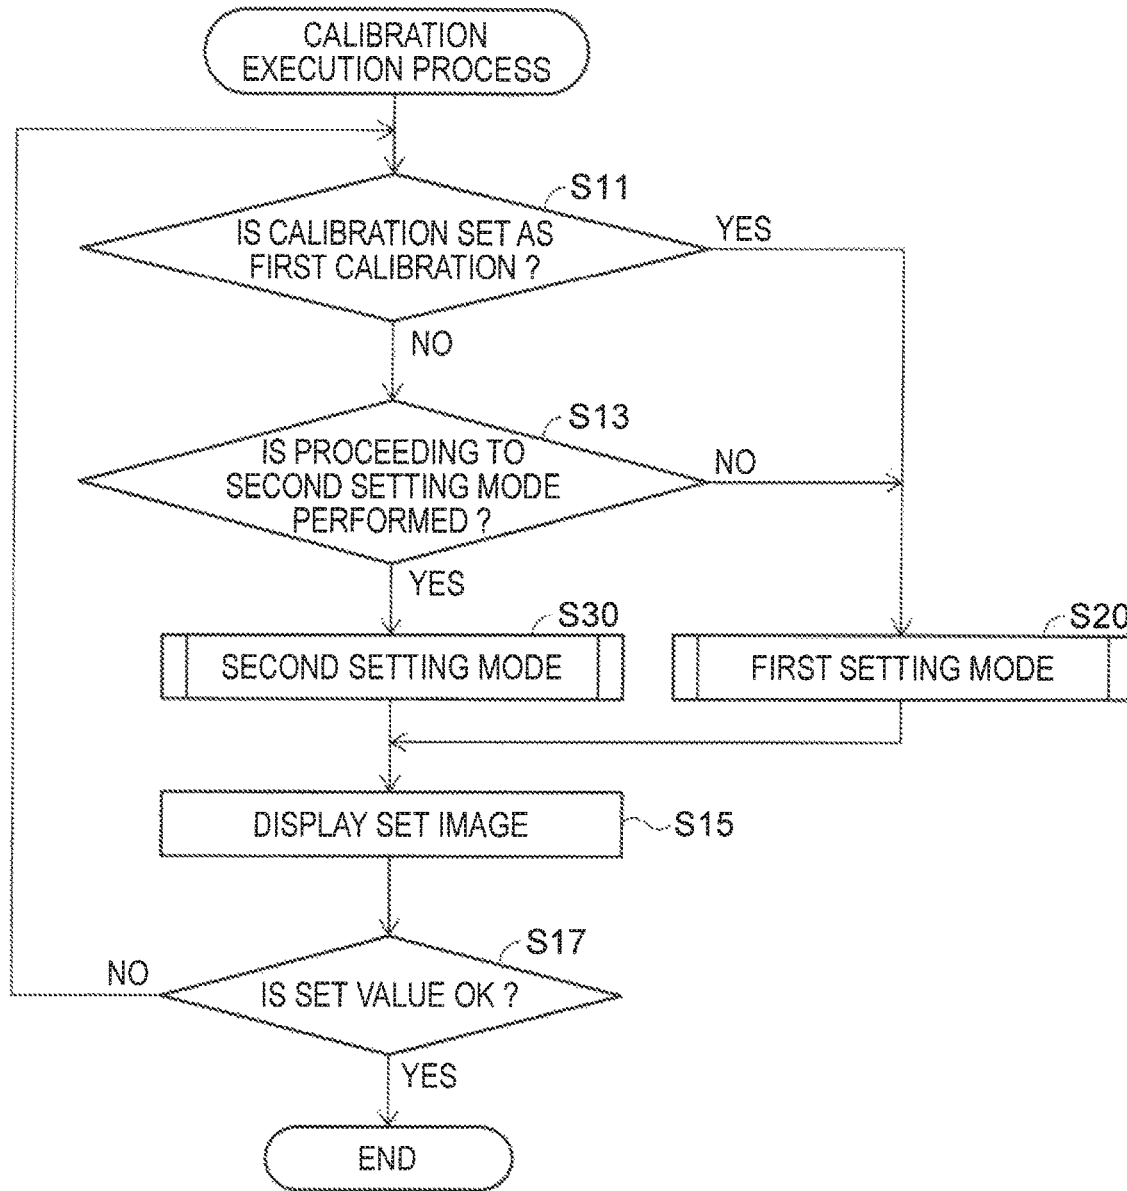 CALIBRATION
EXECUTION PROCESS
S11
IS CALIBRATION SET AS
FIRST CALIBRATION ?
YES
NO
S13
IS PROCEEDING TO
SECOND SETTING MODE
PERFORMED ?
NO
YES
S30
SECOND SETTING MODE
S20
FIRST SETTING MODE
DISPLAY SET IMAGE
S15
S17
IS SET VALUE OK ?
NO
YES
END